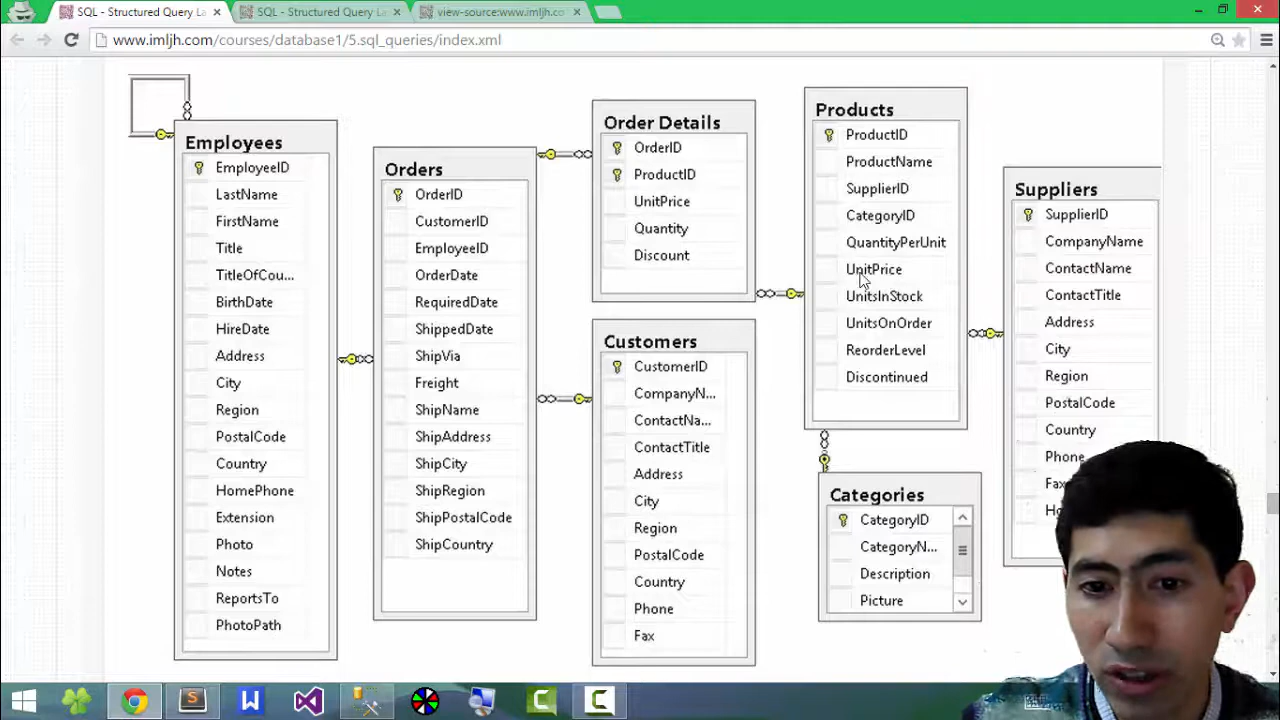 SQL - Structured Query La
SQL - Structured Query La
view-source:www.imljh.co
www.imljh.com/courses/database1/5.sql_queries/index.xml
Employees
EmployeeID
LastName
FirstName
Title
TitleOfCou...
BirthDate
HireDate
Address
City
Region
PostalCode
Country
HomePhone
Extension
Photo
Notes
ReportsTo
PhotoPath
Orders
OrderID
CustomerID
EmployeeID
OrderDate
RequiredDate
ShippedDate
ShipVia
Freight
ShipName
ShipAddress
ShipCity
ShipRegion
ShipPostalCode
ShipCountry
Order Details
OrderID
ProductID
UnitPrice
Quantity
Discount
Customers
CustomerID
CompanyN...
ContactNa...
ContactTitle
Address
City
Region
PostalCode
Country
Phone
Fax
Products
ProductID
ProductName
SupplierID
CategoryID
QuantityPerUnit
UnitPrice
UnitsInStock
UnitsOnOrder
ReorderLevel
Discontinued
Categories
CategoryID
CategoryN...
Description
Picture
Suppliers
SupplierID
CompanyName
ContactName
ContactTitle
Address
City
Region
PostalCode
Country
Phone
Fax